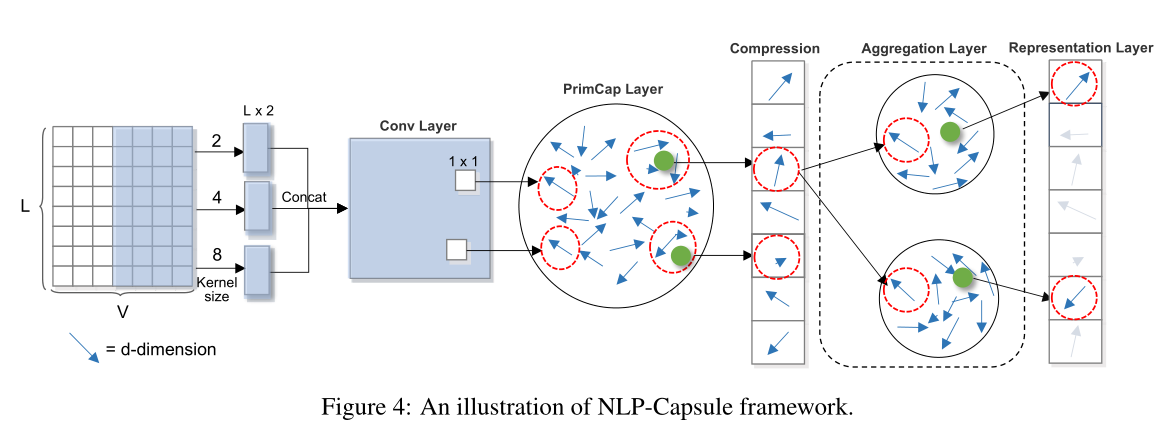 Compression
Aggregation Layer
Representation Layer
PrimCap Layer
L x 2
Conv Layer
2
1 x 1
L
4
Concat
8
Kernel
size
V
= d-dimension
Figure 4: An illustration of NLP-Capsule framework.